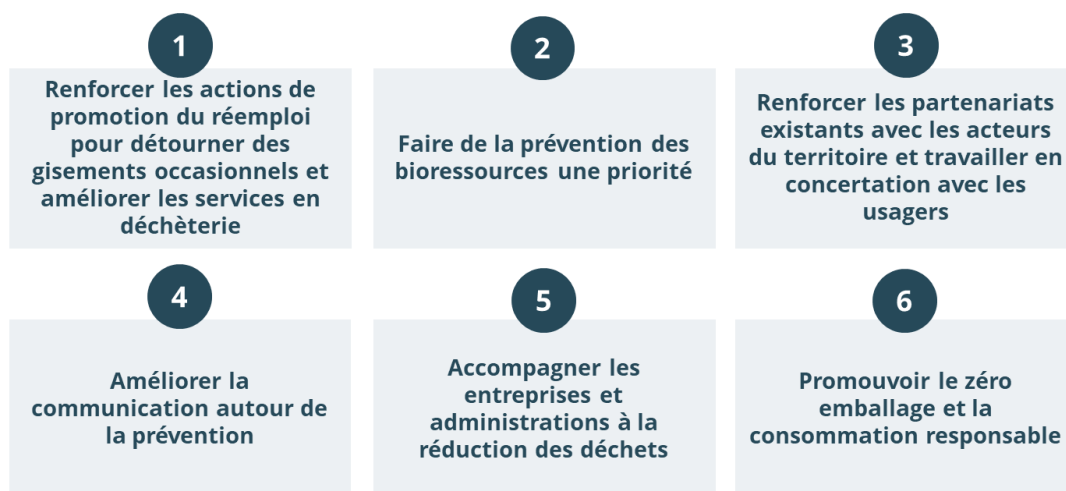 1
Renforcer les actions de
promotion du réemploi
pour détourner des
gisements occasionnels et
améliorer les services en
déchèterie
2
Faire de la prévention des
bioressources une priorité
3
Renforcer les partenariats
existants avec les acteurs
du territoire et travailler en
concertation avec les
usagers
4
Améliorer la
communication autour de
la prévention
5
Accompagner les
entreprises et
administrations à la
réduction des déchets
6
Promouvoir le zéro
emballage et la
consommation responsable